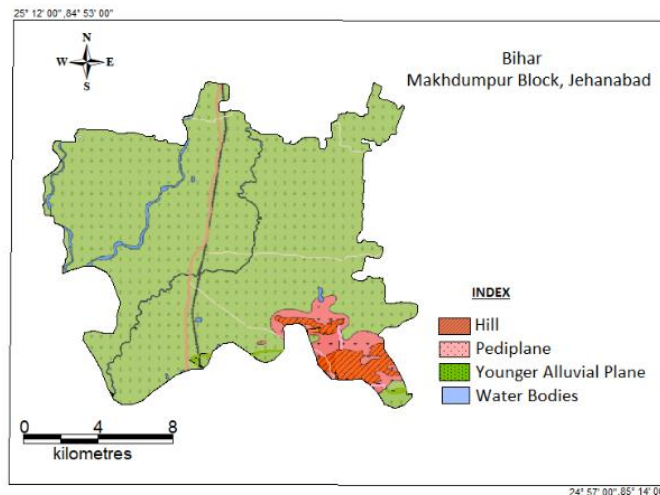 25° 12' 00",84° 53' 00"
N
W E
S
Bihar
Makhdumpur Block, Jehanabad
INDEX
Hill
Pediplane
Younger Alluvial Plane
Water Bodies
0 4 8
kilometres
24° 57' 00",85° 14' 00"